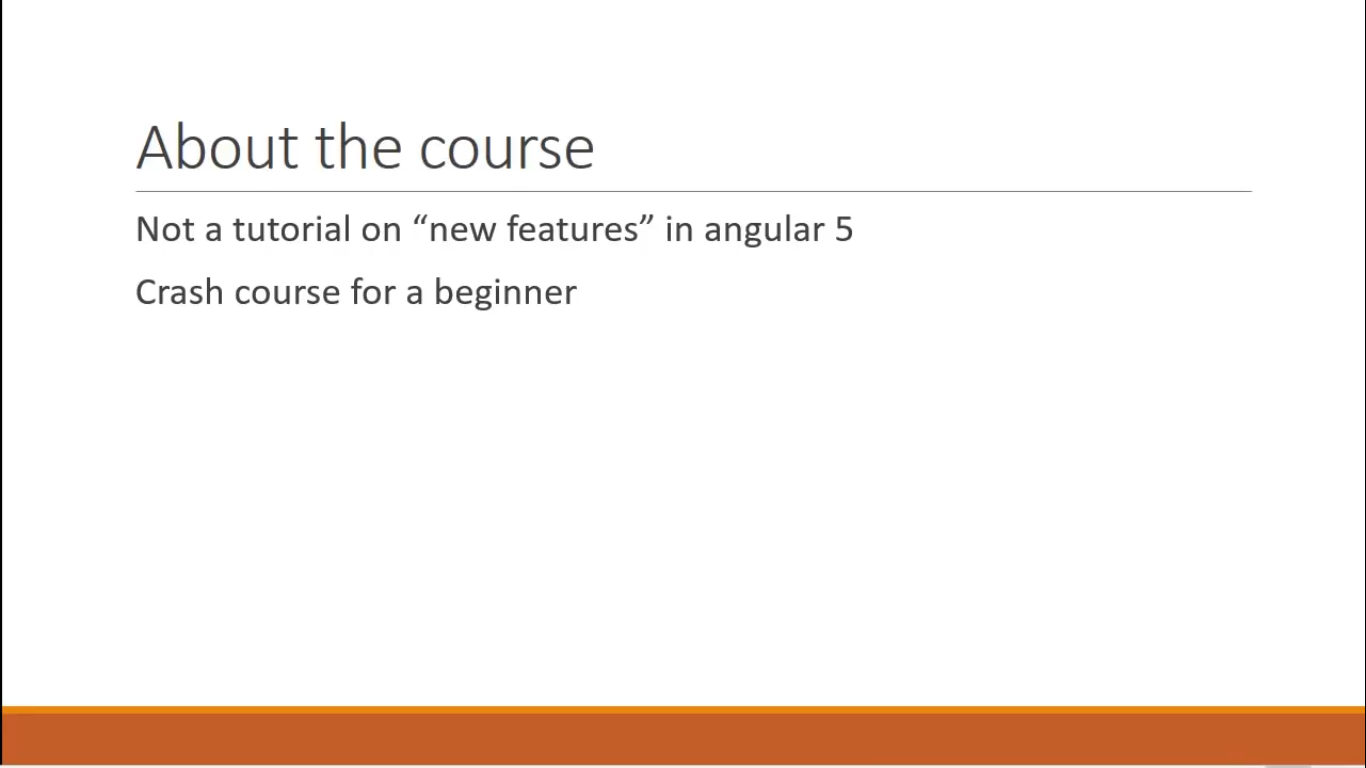 About the course
Not a tutorial on “new features” in angular 5
Crash course for a beginner